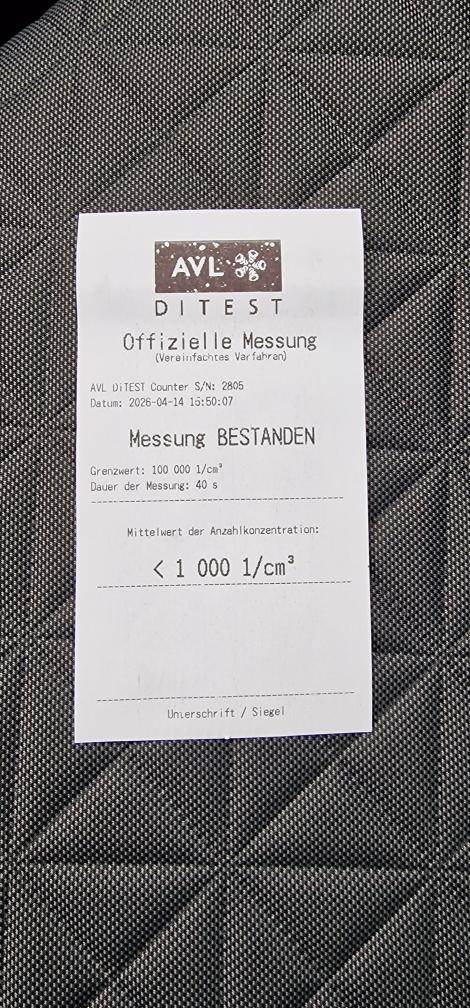 AVL
DITEST
Offizielle Messung
(Vereinfachtes Verfahren)
AVL DiTEST Counter S/N: 2805
Datum: 2026-04-14 15:50:07
Messung BESTANDEN
Grenzwert: 100 000 1/cm³
Dauer der Messung: 40 s
Mittelwert der Anzahlkonzentration:
< 1 000 1/cm³
Unterschrift / Siegel